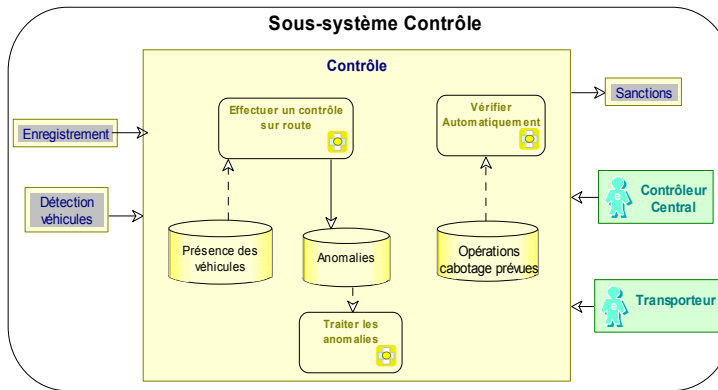 Sous-système Contrôle
Contrôle
Effectuer un contrôle
sur route
Vérifier
Automatiquement
Sanctions
Enregistrement
Détection
véhicules
Contrôleur
Central
Présence des
véhicules
Anomalies
Opérations
cabotage prévues
Transporteur
Traiter les
anomalies